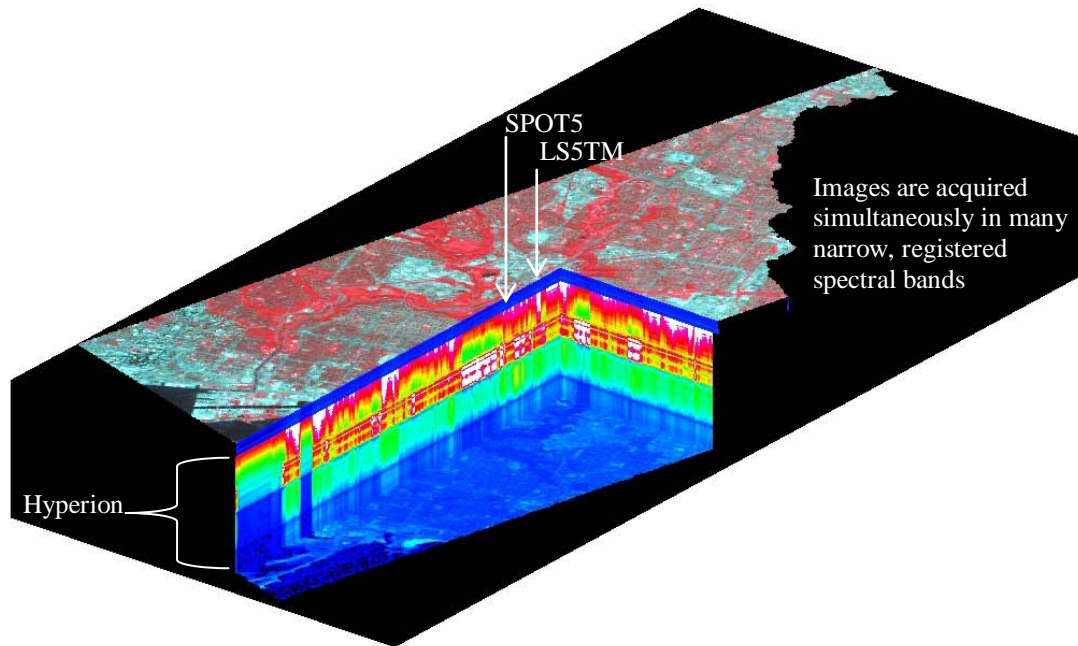 SPOT5
LS5TM
Images are acquired
simultaneously in many
narrow, registered
spectral bands
Hyperion